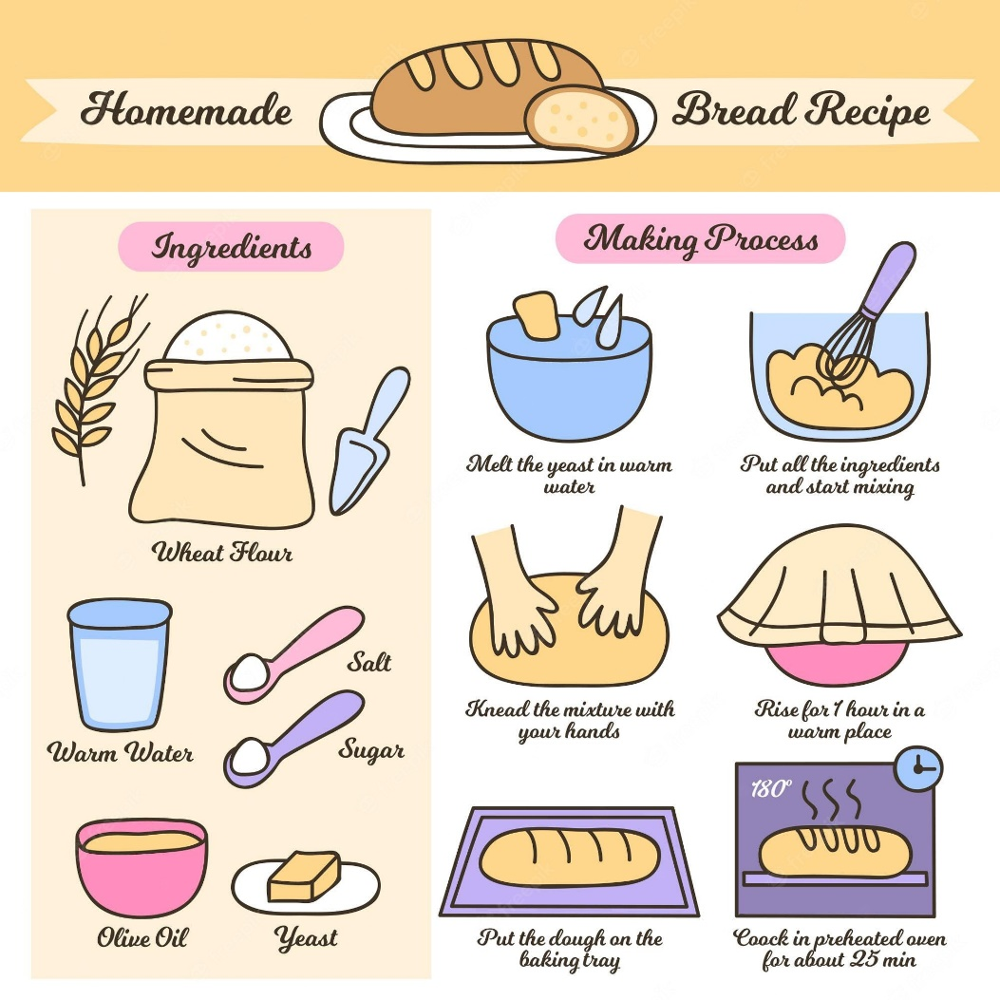 Homemade Bread Recipe
Ingredients
Wheat Flour
Warm Water
Salt
Sugar
Olive Oil
Yeast
Making Process
Melt the yeast in warm
water
Put all the ingredients
and start mixing
Knead the mixture with
your hands
Rise for 1 hour in a
warm place
Put the dough on the
baking tray
180°
Coock in preheated oven
for about 25 min